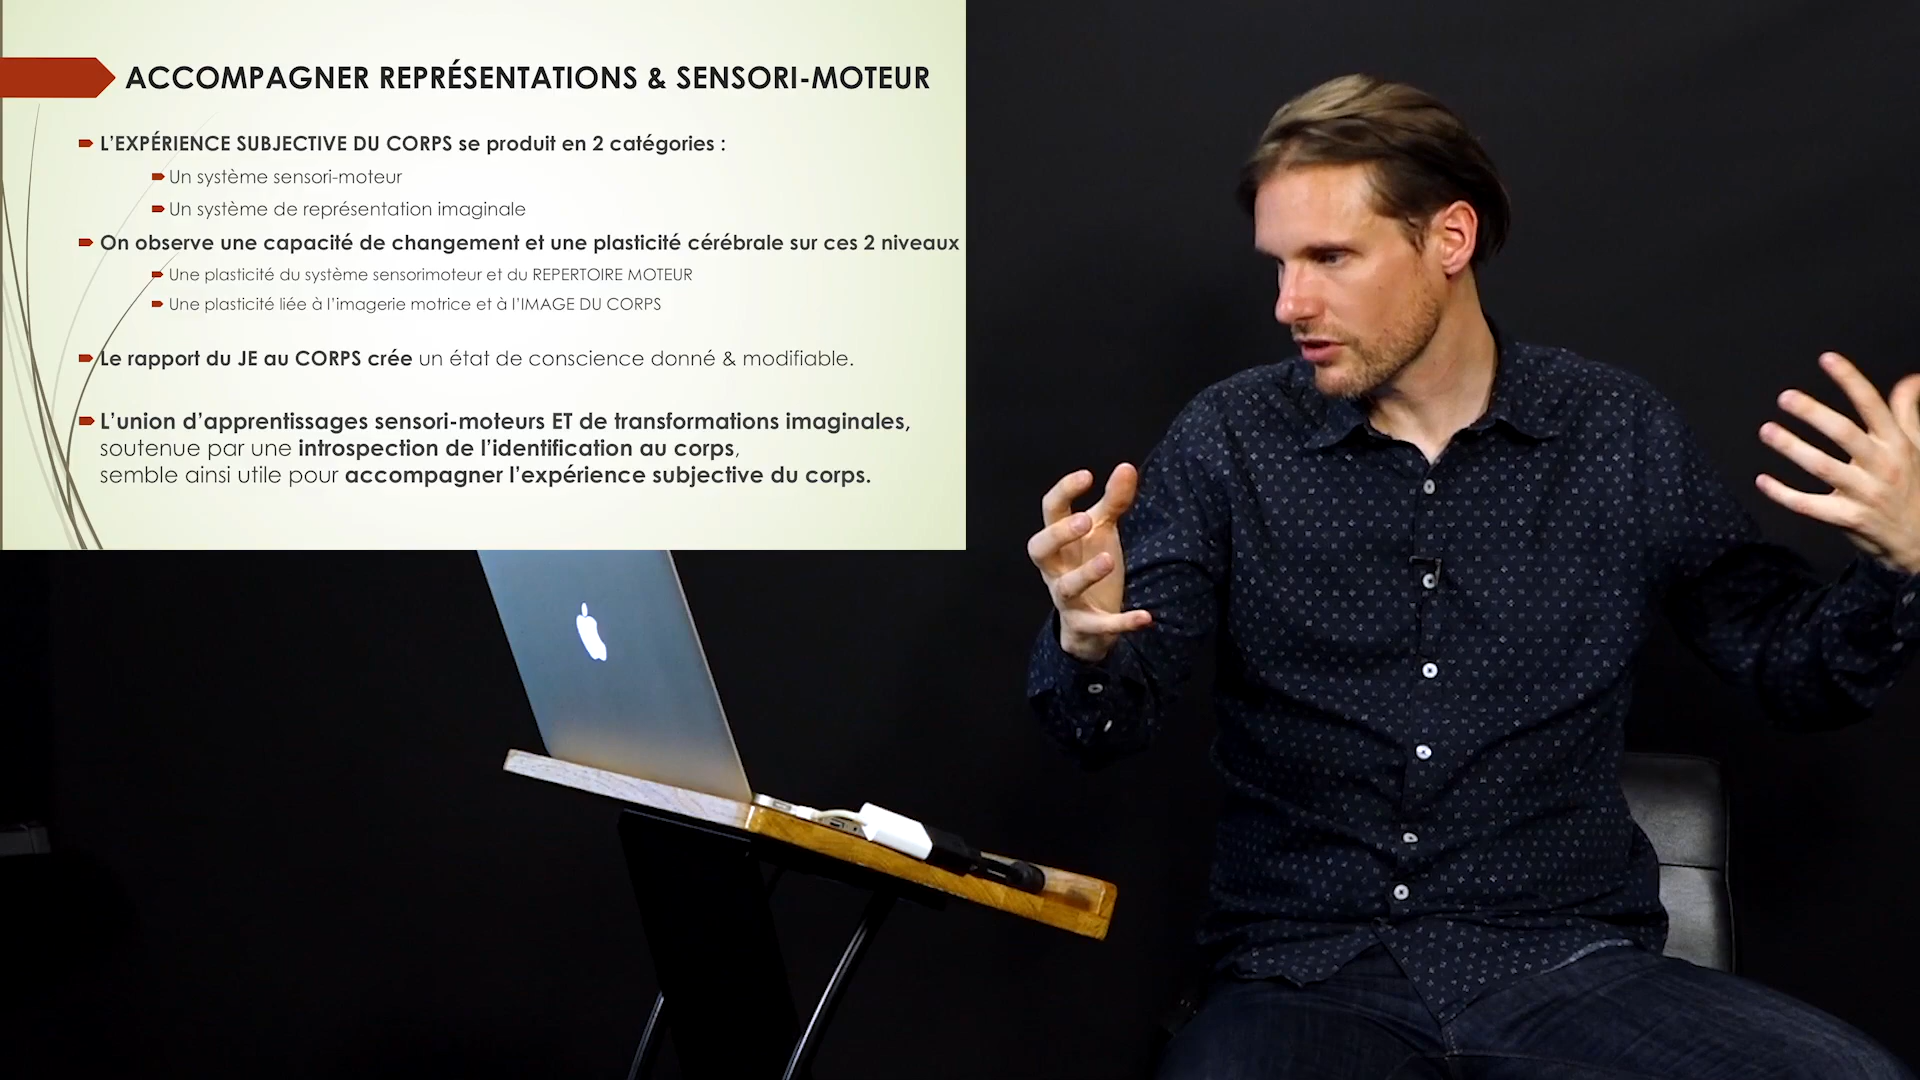 ACCOMPAGNER REPRÉSENTATIONS & SENSORI-MOTEUR
L'EXPÉRIENCE SUBJECTIVE DU CORPS se produit en 2 catégories :
Un système sensori-moteur
Un système de représentation imaginale
On observe une capacité de changement et une plasticité cérébrale sur ces 2 niveaux
Une plasticité du système sensorimoteur et du REPERTOIRE MOTEUR
Une plasticité liée à l'imagerie motrice et à l'IMAGE DU CORPS
Le rapport du JE au CORPS crée un état de conscience donné & modifiable.
L'union d'apprentissages sensori-moteurs ET de transformations imaginales,
soutenue par une introspection de l'identification au corps,
semble ainsi utile pour accompagner l'expérience subjective du corps.